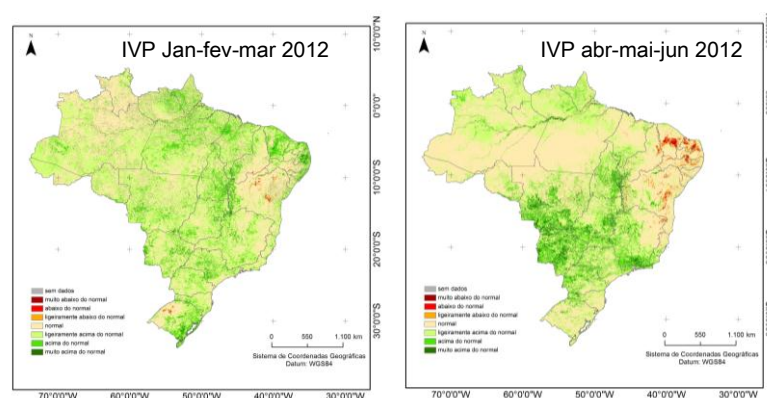 IVP Jan-fev-mar 2012
N
10°0'0"N
0°0'0"
10°0'0"S
20°0'0"S
30°0'0"S
sem dados
muito abaixo do normal
abaixo do normal
ligeiramente abaixo do normal
normal
ligeiramente acima do normal
acima do normal
muito acima do normal
0 550 1.100 km
Sistema de Coordenadas Geográficas
Datum: WGS84
70°0'0"W 60°0'0"W 50°0'0"W 40°0'0"W 30°0'0"W
IVP abr-mai-jun 2012
N
sem dados
muito abaixo do normal
abaixo do normal
ligeiramente abaixo do normal
normal
ligeiramente acima do normal
acima do normal
muito acima do normal
0 550 1.100 km
Sistema de Coordenadas Geográficas
Datum: WGS84
70°0'0"W 60°0'0"W 50°0'0"W 40°0'0"W 30°0'0"W